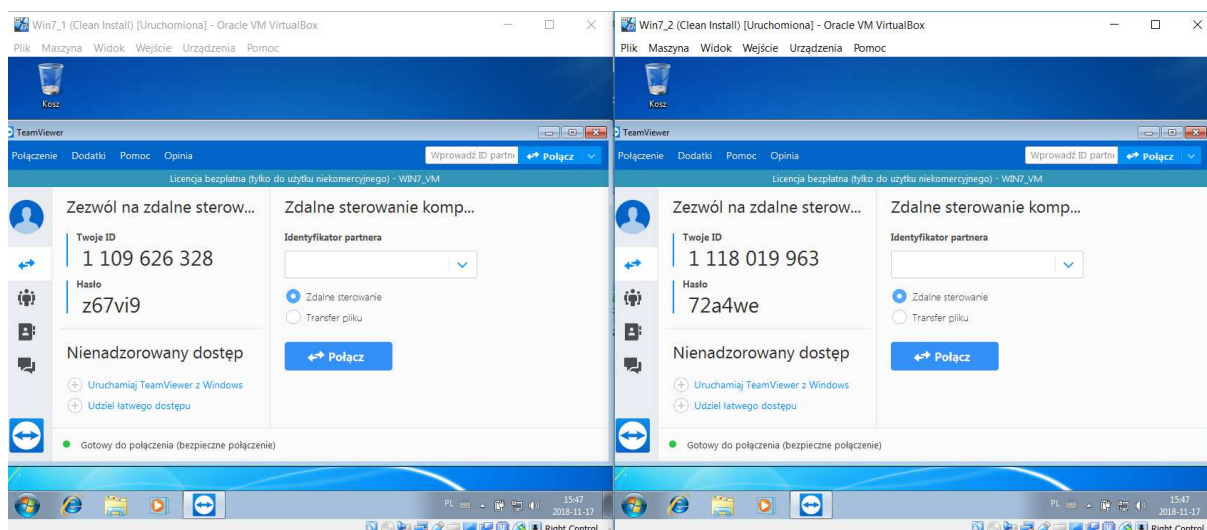 Win7_1 (Clean Install) [Uruchomiona] - Oracle VM VirtualBox
Plik Maszyna Widok Wejście Urządzenia Pomoc
Kosz
TeamViewer
Połączenie Dodatki Pomoc Opinia
Wprowadź ID partne
Połącz
Licencja bezpłatna (tylko do użytku niekomercyjnego) - WIN7_VM
Zezwól na zdalne sterow...
Twoje ID
1 109 626 328
Hasło
z67vi9
Nienadzorowany dostęp
Uruchamiaj TeamViewer z Windows
Udziel łatwego dostępu
Zdalne sterowanie komp...
Identyfikator partnera
Zdalne sterowanie
Transfer pliku
Połącz
Gotowy do połączenia (bezpieczne połączenie)
PL
15:47
2018-11-17
Right Control
Win7_2 (Clean Install) [Uruchomiona] - Oracle VM VirtualBox
Plik Maszyna Widok Wejście Urządzenia Pomoc
Kosz
TeamViewer
Połączenie Dodatki Pomoc Opinia
Wprowadź ID partne
Połącz
Licencja bezpłatna (tylko do użytku niekomercyjnego) - WIN7_VM
Zezwól na zdalne sterow...
Twoje ID
1 118 019 963
Hasło
72a4we
Nienadzorowany dostęp
Uruchamiaj TeamViewer z Windows
Udziel łatwego dostępu
Zdalne sterowanie komp...
Identyfikator partnera
Zdalne sterowanie
Transfer pliku
Połącz
Gotowy do połączenia (bezpieczne połączenie)
PL
15:47
2018-11-17
Right Control